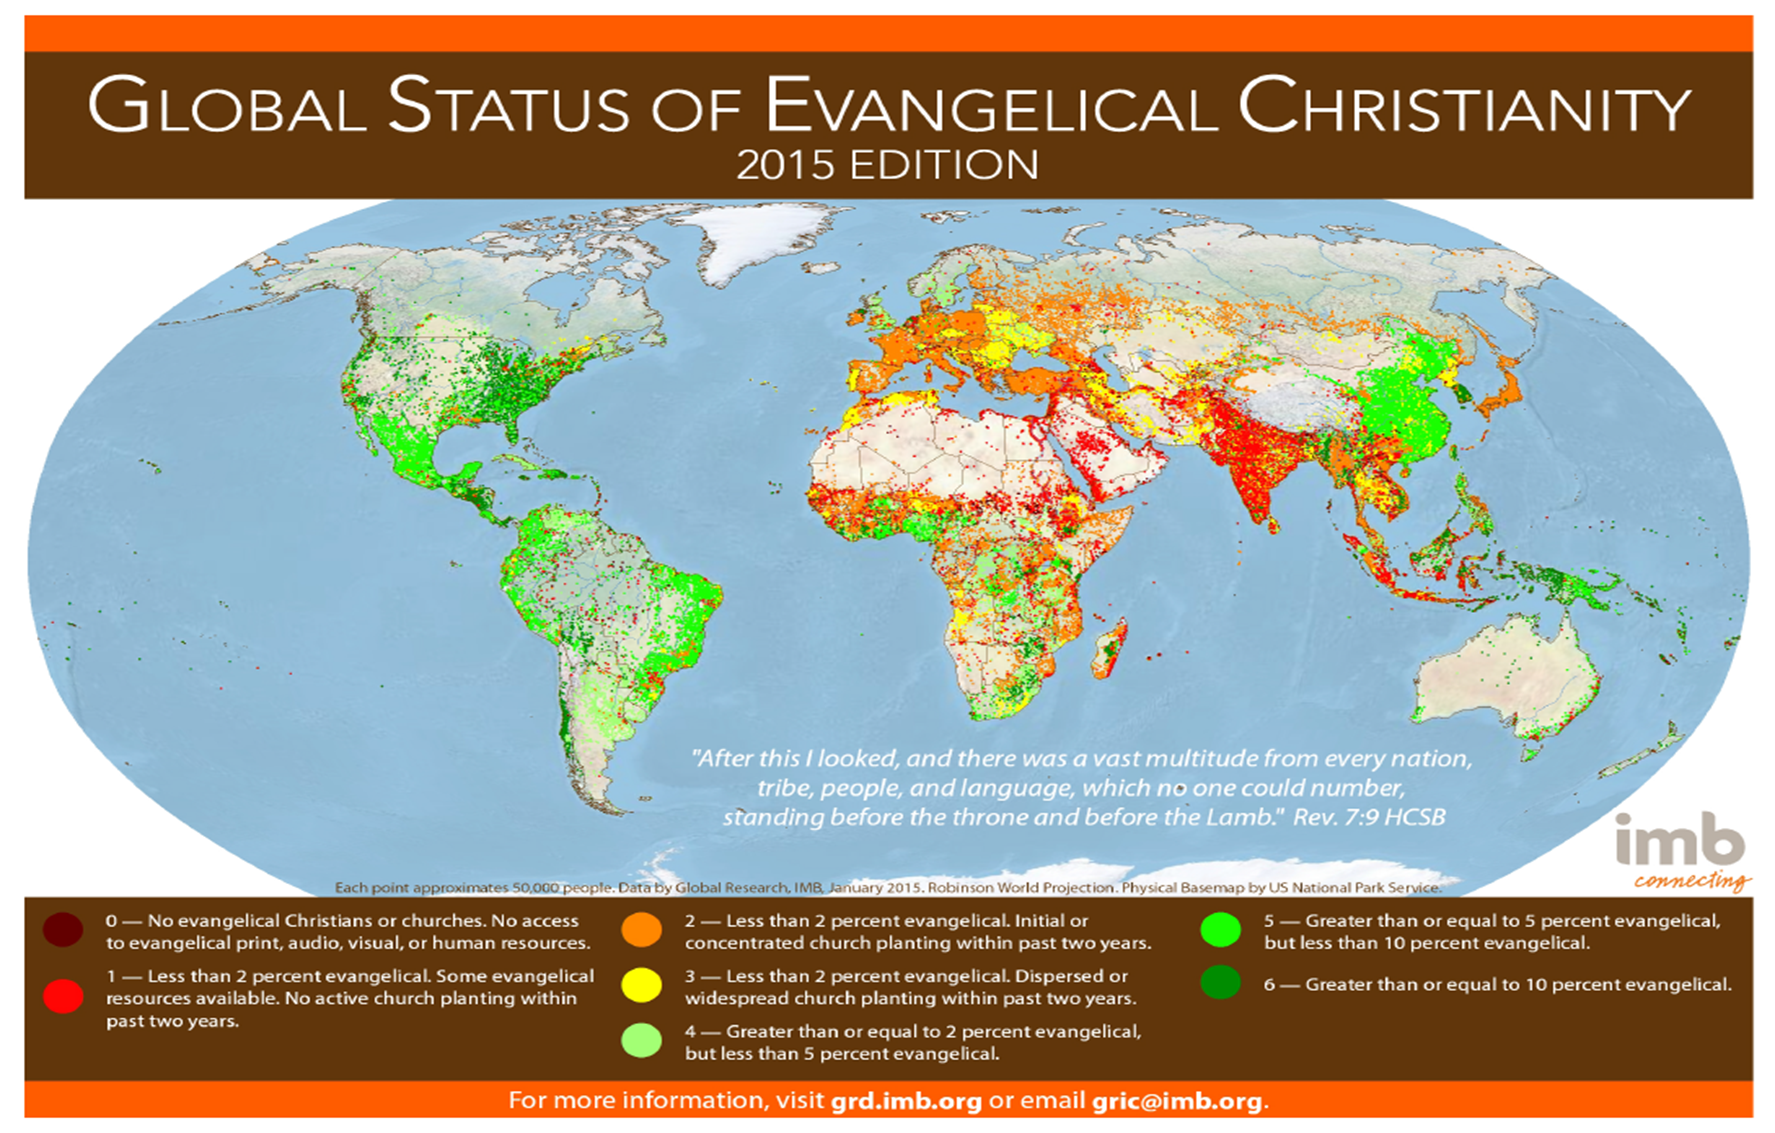 GLOBAL STATUS OF EVANGELICAL CHRISTIANITY
2015 EDITION
"After this I looked, and there was a vast multitude from every nation,
tribe, people, and language, which no one could number,
standing before the throne and before the Lamb." Rev. 7:9 HCSB
imb
connecting
Each point approximates 50,000 people. Data by Global Research, IMB, January 2015. Robinson World Projection. Physical Basemap by US National Park Service.
0 — No evangelical Christians or churches. No access
to evangelical print, audio, visual, or human resources.
1 — Less than 2 percent evangelical. Some evangelical
resources available. No active church planting within
past two years.
2 — Less than 2 percent evangelical. Initial or
concentrated church planting within past two years.
3 — Less than 2 percent evangelical. Dispersed or
widespread church planting within past two years.
4 — Greater than or equal to 2 percent evangelical,
but less than 5 percent evangelical.
5 — Greater than or equal to 5 percent evangelical,
but less than 10 percent evangelical.
6 — Greater than or equal to 10 percent evangelical.
For more information, visit grd.imb.org or email gric@imb.org.